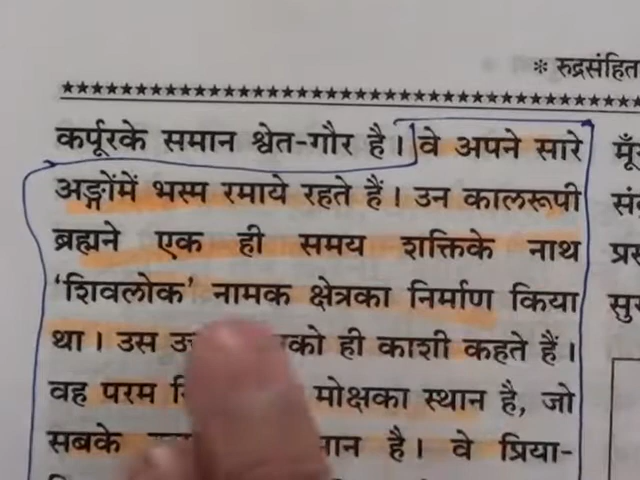 * रुद्रसंहित
कर्पूरके समान श्वेत-गौर है। वे अपने सारे
अङ्गोंमें भस्म रमाये रहते हैं। उन कालरूपी
ब्रह्मने एक ही समय शक्तिके नाथ
‘शिवलोक’ नामक क्षेत्रका निर्माण किया
था। उस को ही काशी कहते हैं।
वह परम मोक्षका स्थान है, जो
सबके है। वे प्रिया-